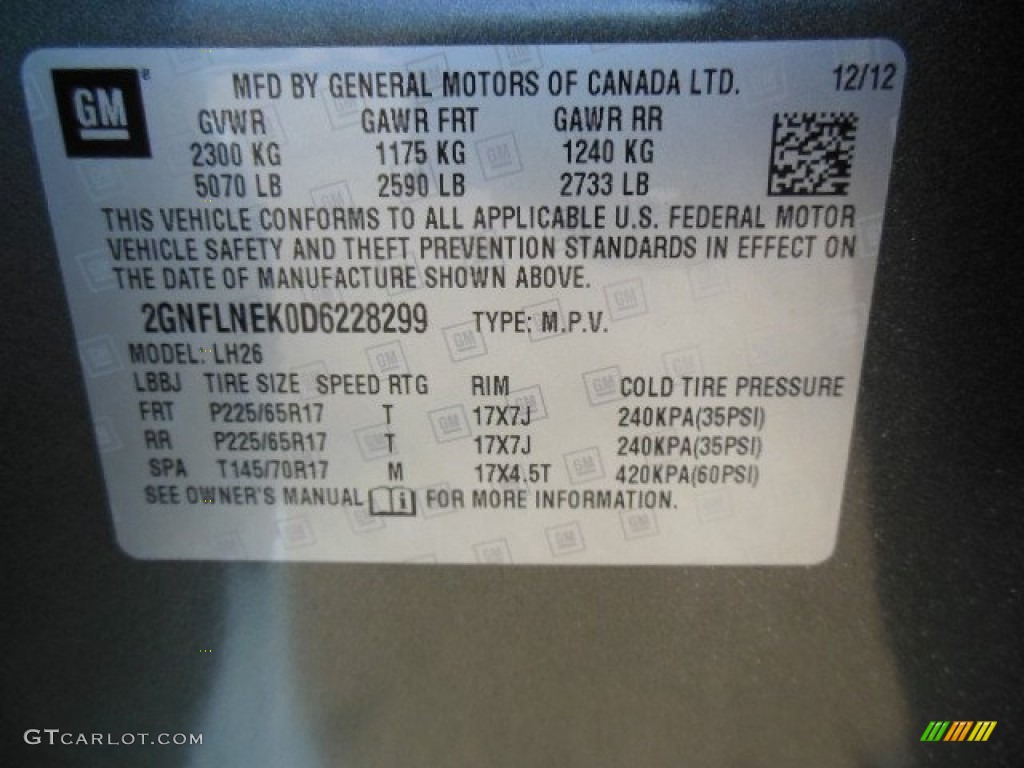 GM ® MFD BY GENERAL MOTORS OF CANADA LTD. 12/12
GVWR GAWR FRT GAWR RR
2300 KG 1175 KG 1240 KG
5070 LB 2590 LB 2733 LB
THIS VEHICLE CONFORMS TO ALL APPLICABLE U.S. FEDERAL MOTOR
VEHICLE SAFETY AND THEFT PREVENTION STANDARDS IN EFFECT ON
THE DATE OF MANUFACTURE SHOWN ABOVE.
2GNFLNEK0D6228299 TYPE: M.P.V.
MODEL: LH26
LBBJ TIRE SIZE SPEED RTG RIM COLD TIRE PRESSURE
FRT P225/65R17 T 17X7J 240KPA(35PSI)
RR P225/65R17 T 17X7J 240KPA(35PSI)
SPA T145/70R17 M 17X4.5T 420KPA(60PSI)
SEE OWNER'S MANUAL FOR MORE INFORMATION.
GTCARLOT.COM